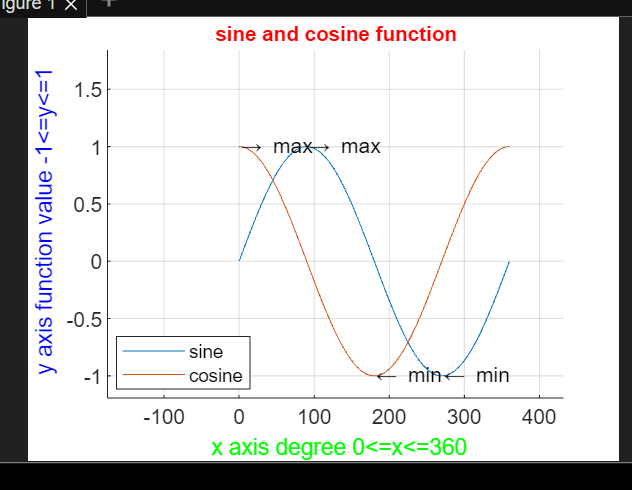 igure 1 × +
sine and cosine function
y axis function value -1<=y<=1
1.5
1
0.5
0
-0.5
-1
→ max → max
← min ← min
sine
cosine
-100 0 100 200 300 400
x axis degree 0<=x<=360